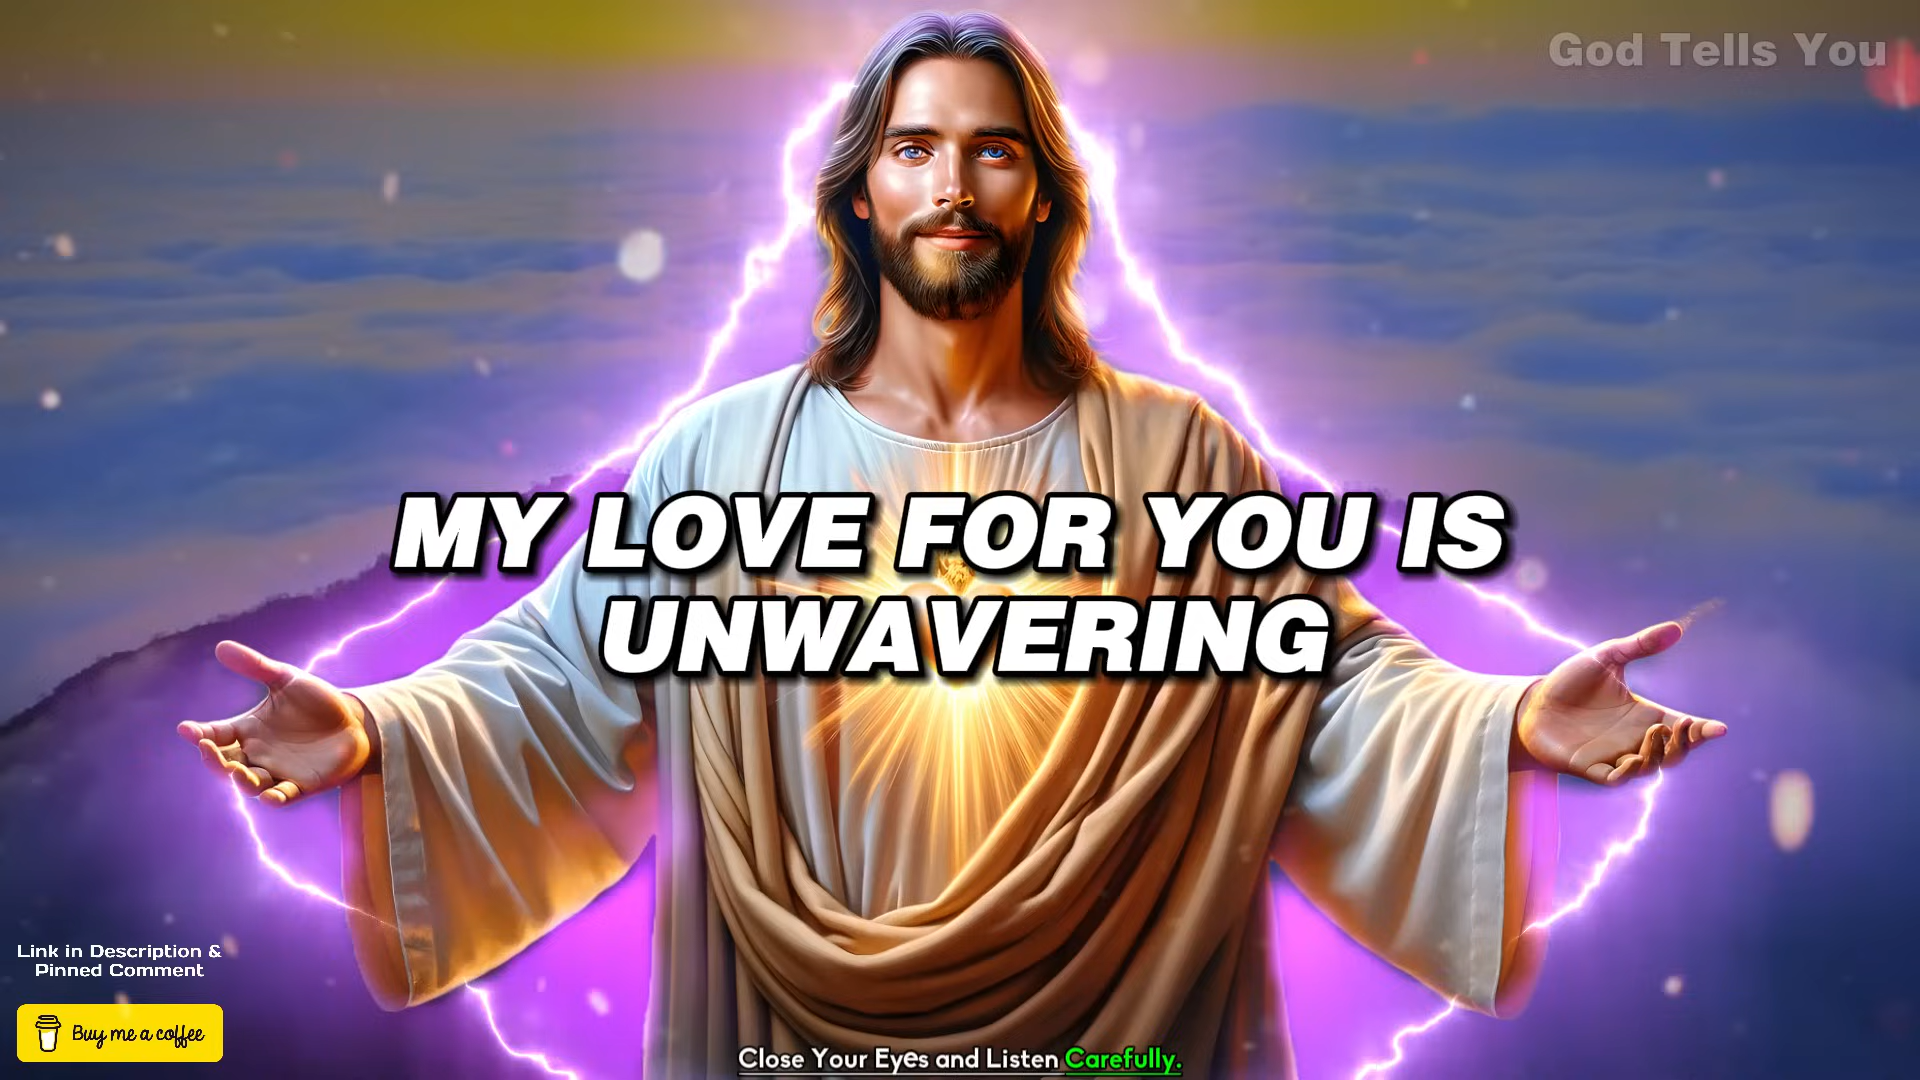 God Tells You
MY LOVE FOR YOU IS
UNWAVERING
Link in Description &
Pinned Comment
Buy me a coffee
Close Your Eyes and Listen Carefully.